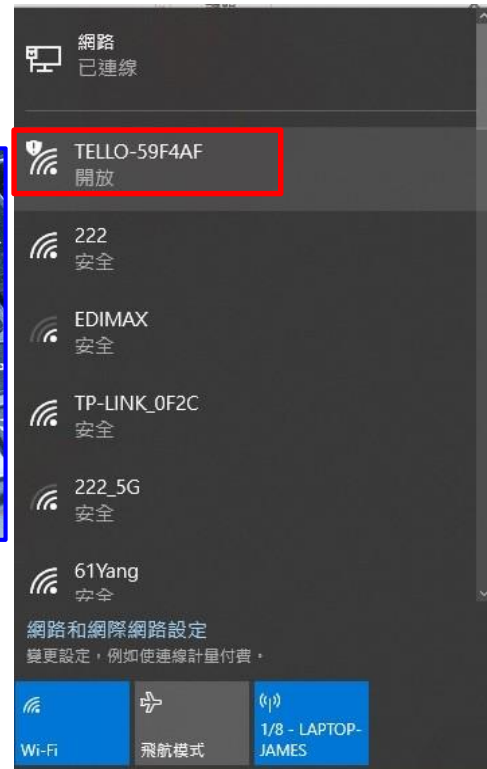 網路
已連線
TELLO-59F4AF
開放
222
安全
EDIMAX
安全
TP-LINK_0F2C
安全
222_5G
安全
61Yang
安全
網路和網際網路設定
變更設定，例如使連線計量付費。
Wi-Fi
飛航模式
1/8 - LAPTOP-
JAMES